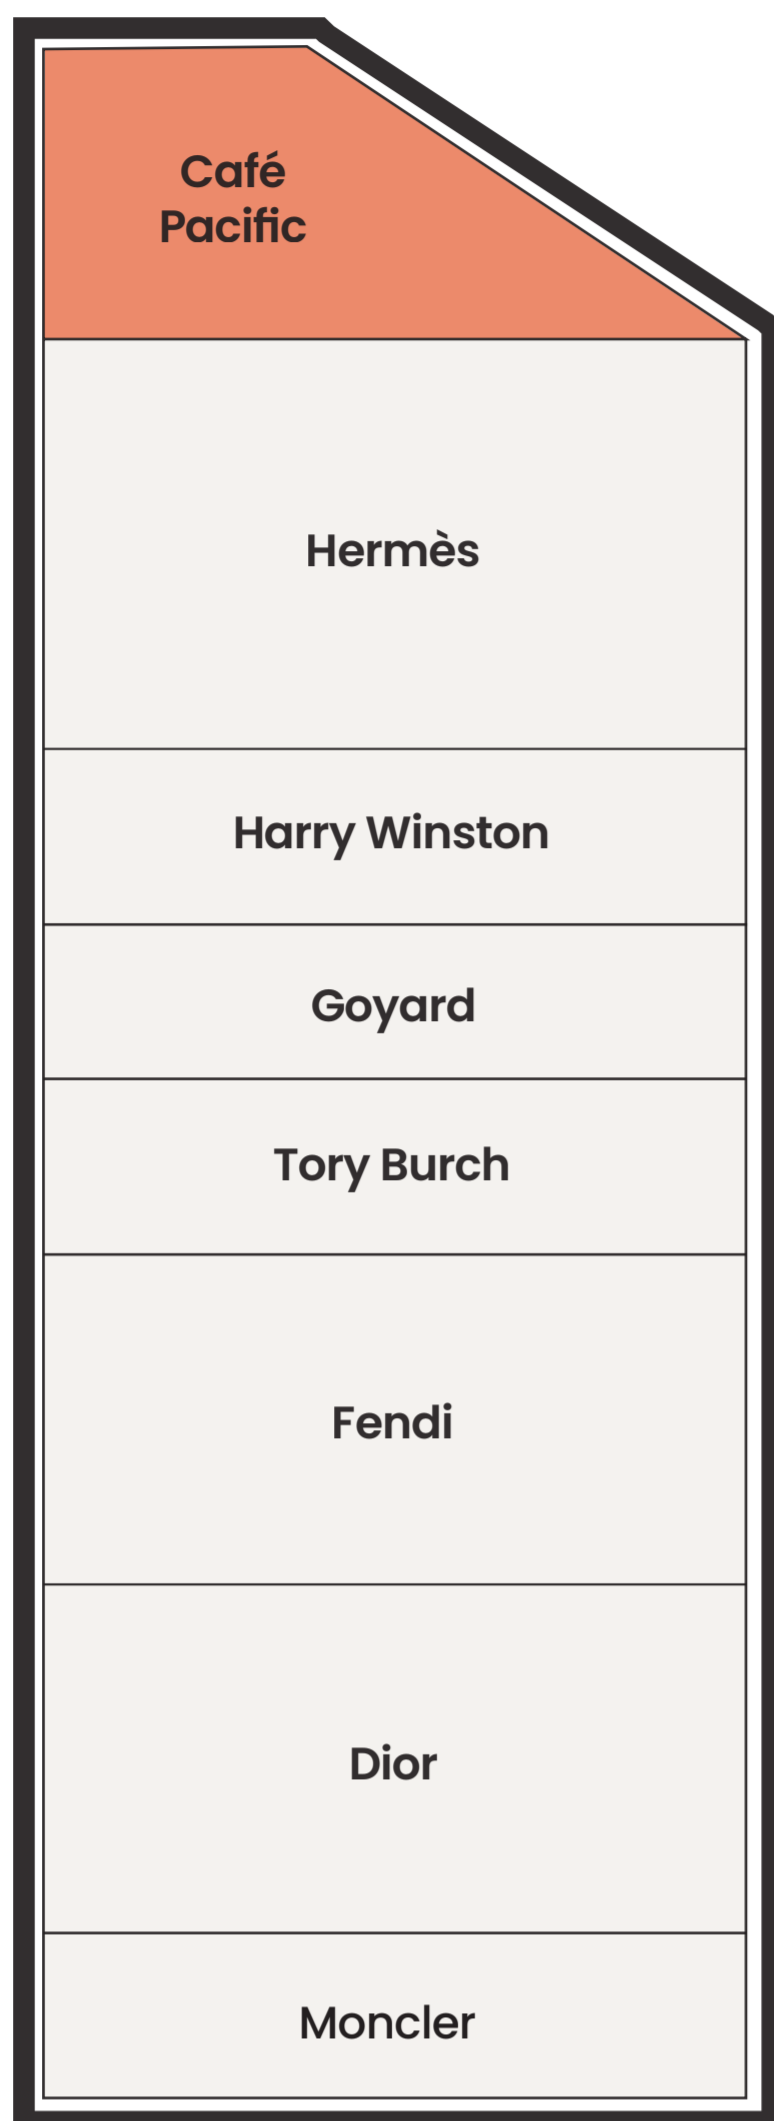 Café
Pacific
Hermès
Harry Winston
Goyard
Tory Burch
Fendi
Dior
Moncler